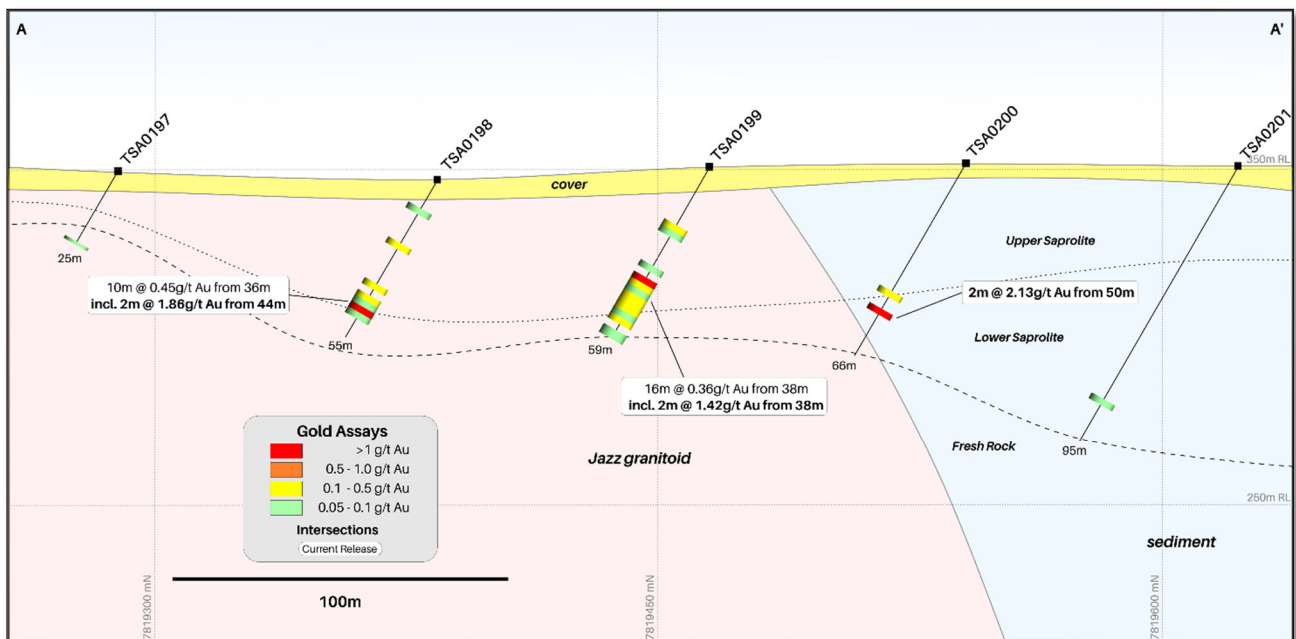 A
A'
TSA0197
TSA0198
TSA0199
TSA0200
TSA0201
350m RL
cover
Upper Saprolite
25m
10m @ 0.45g/t Au from 36m
incl. 2m @ 1.86g/t Au from 44m
2m @ 2.13g/t Au from 50m
Lower Saprolite
55m
59m
66m
16m @ 0.36g/t Au from 38m
incl. 2m @ 1.42g/t Au from 38m
Gold Assays
>1 g/t Au
0.5 - 1.0 g/t Au
0.1 - 0.5 g/t Au
0.05 - 0.1 g/t Au
Intersections
Current Release
Jazz granitoid
Fresh Rock
95m
250m RL
sediment
100m
7819300 mN
7819450 mN
7819600 mN